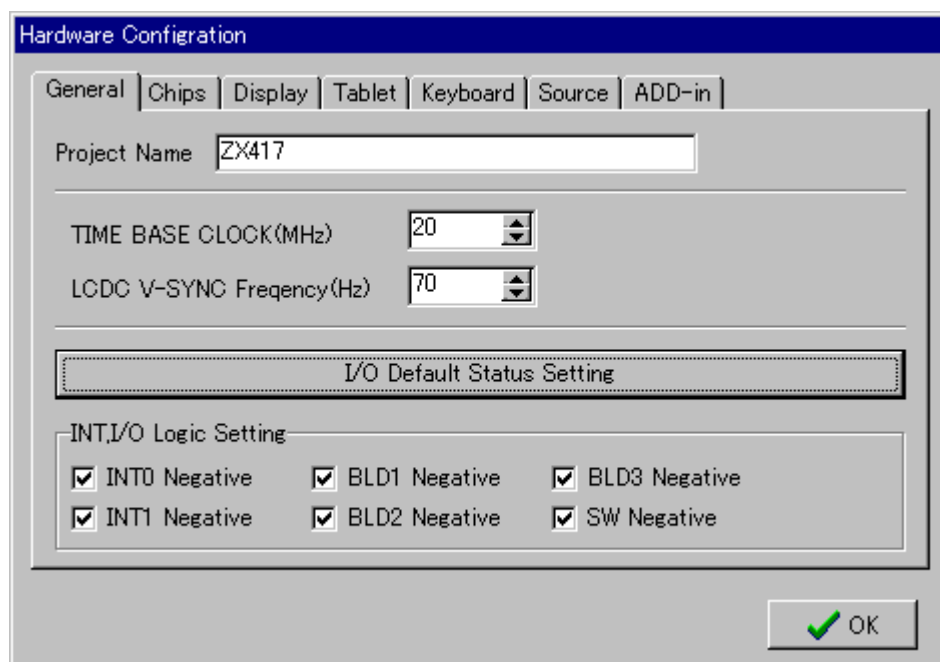 Hardware Configration
General Chips Display Tablet Keyboard Source ADD-in
Project Name ZX417
TIME BASE CLOCK(MHz) 20
LCDC V-SYNC Freqency(Hz) 70
I/O Default Status Setting
INT,I/O Logic Setting
INT0 Negative BLD1 Negative BLD3 Negative
INT1 Negative BLD2 Negative SW Negative
OK